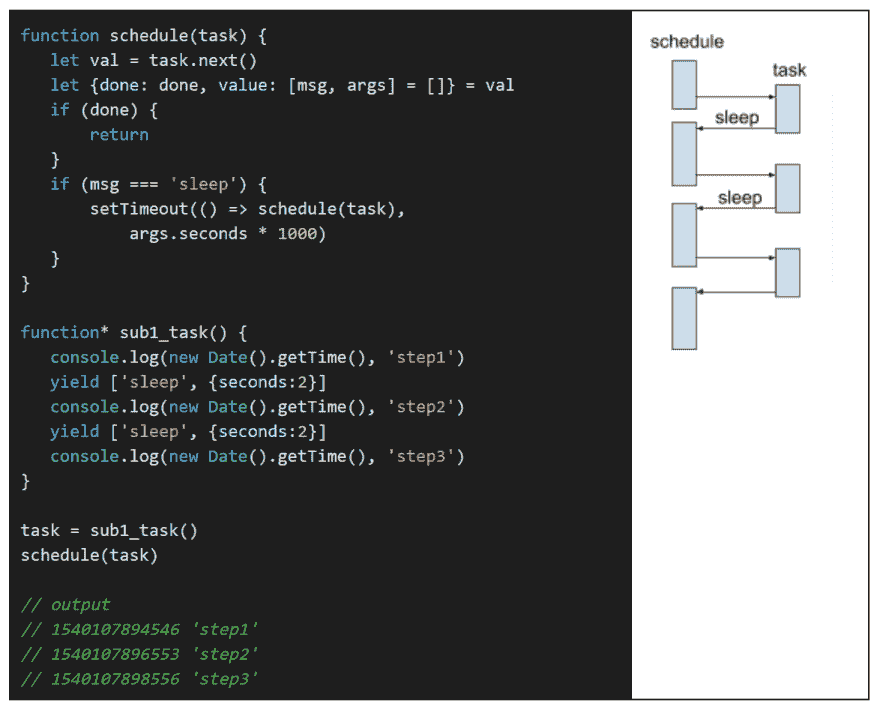 function schedule(task) {
   let val = task.next()
   let {done: done, value: [msg, args] = []} = val
   if (done) {
       return
   }
   if (msg === 'sleep') {
       setTimeout(() => schedule(task),
           args.seconds * 1000)
   }
}

function* sub1_task() {
   console.log(new Date().getTime(), 'step1')
   yield ['sleep', {seconds:2}]
   console.log(new Date().getTime(), 'step2')
   yield ['sleep', {seconds:2}]
   console.log(new Date().getTime(), 'step3')
}

task = sub1_task()
schedule(task)

// output
// 1540107894546 'step1'
// 1540107896553 'step2'
// 1540107898556 'step3'
schedule
task
sleep
sleep